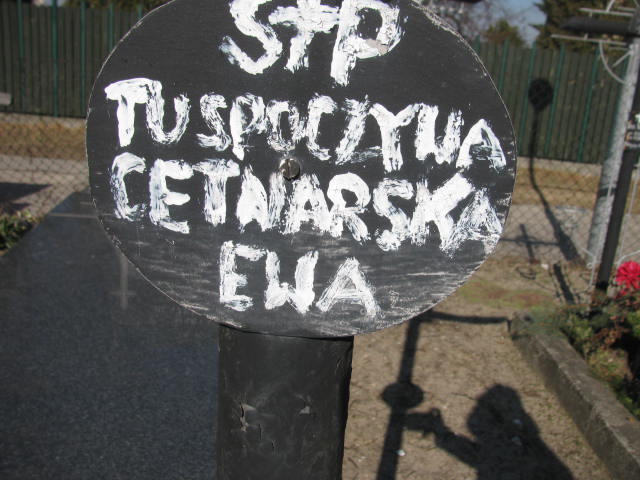 S+P
TU SPOCZYWA
CETNARSKA
EWA